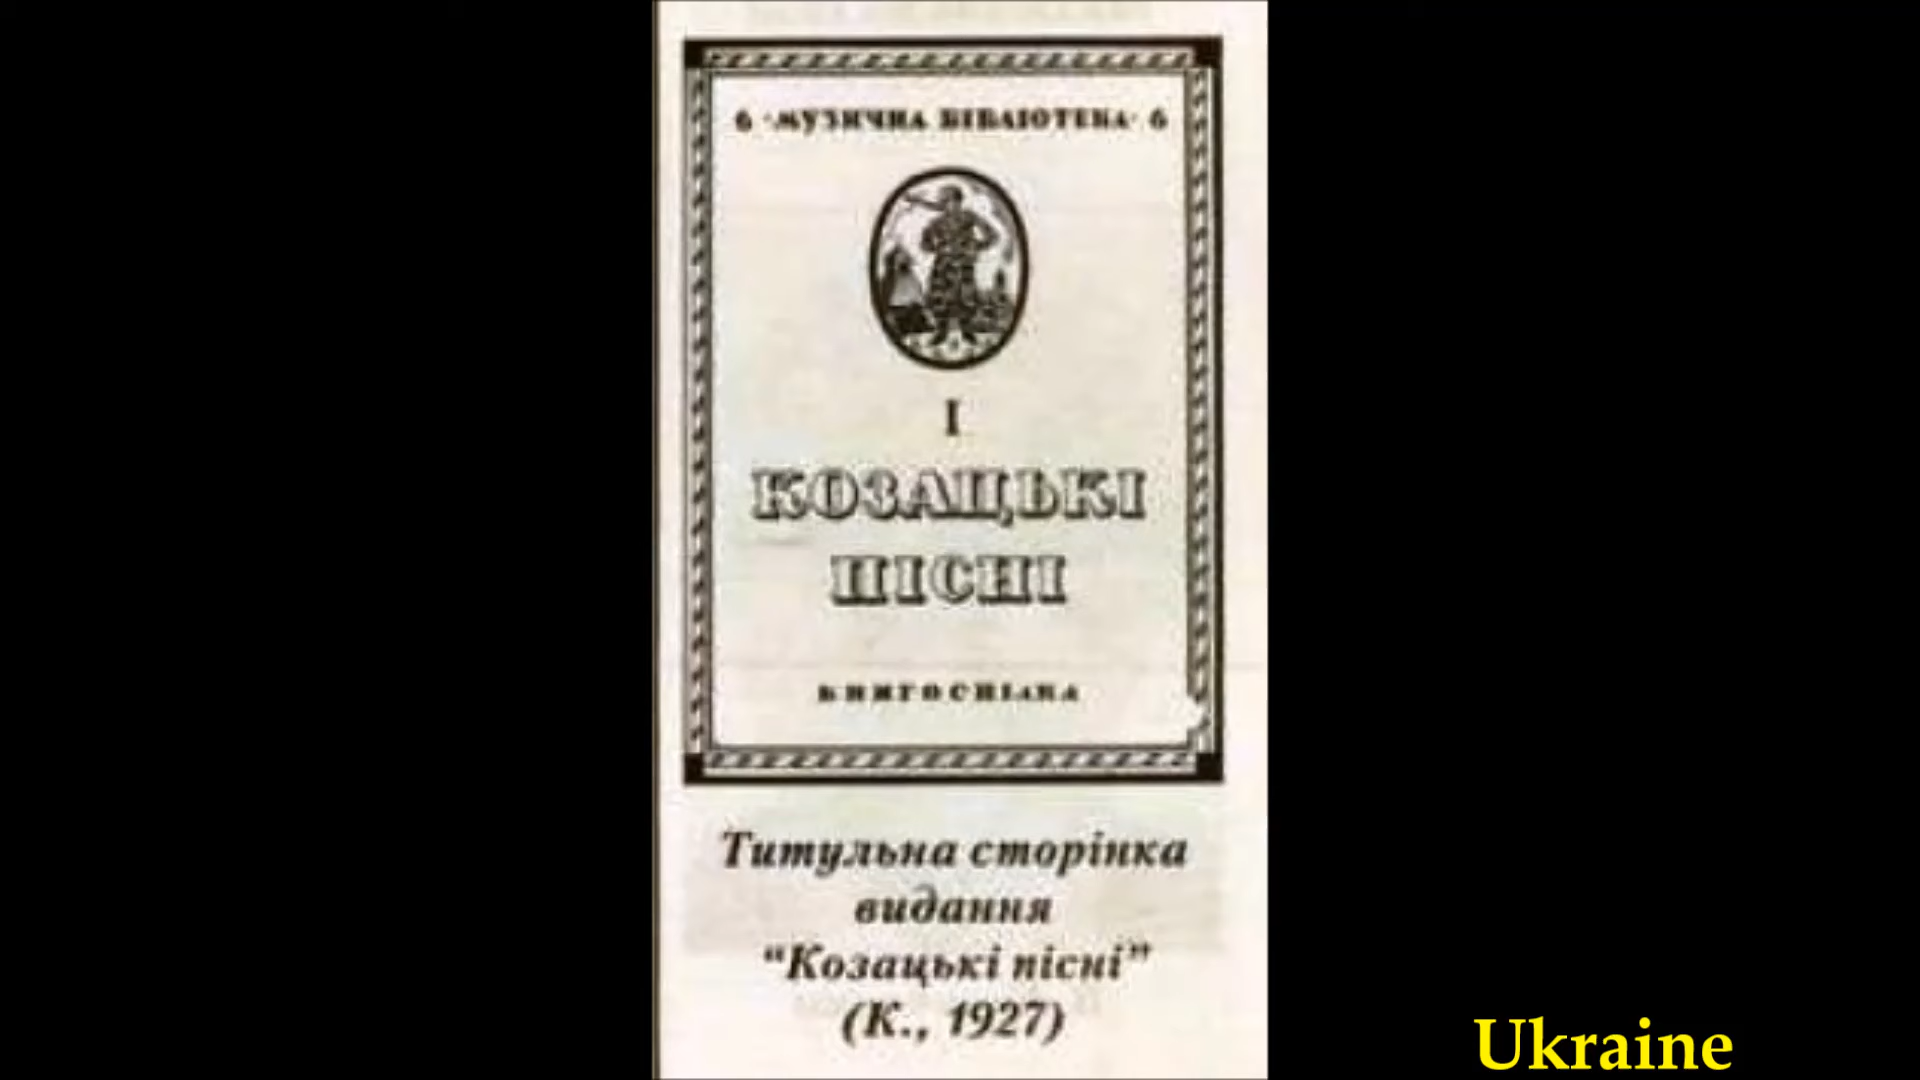 6 ·МУЗИЧНА БІБЛІОТЕКА· 6
I
КОЗАЦЬКІ
ПІСНІ
КНИГОСПІЛКА
Титульна сторінка
видання
“Козацькі пісні”
(К., 1927)
Ukraine